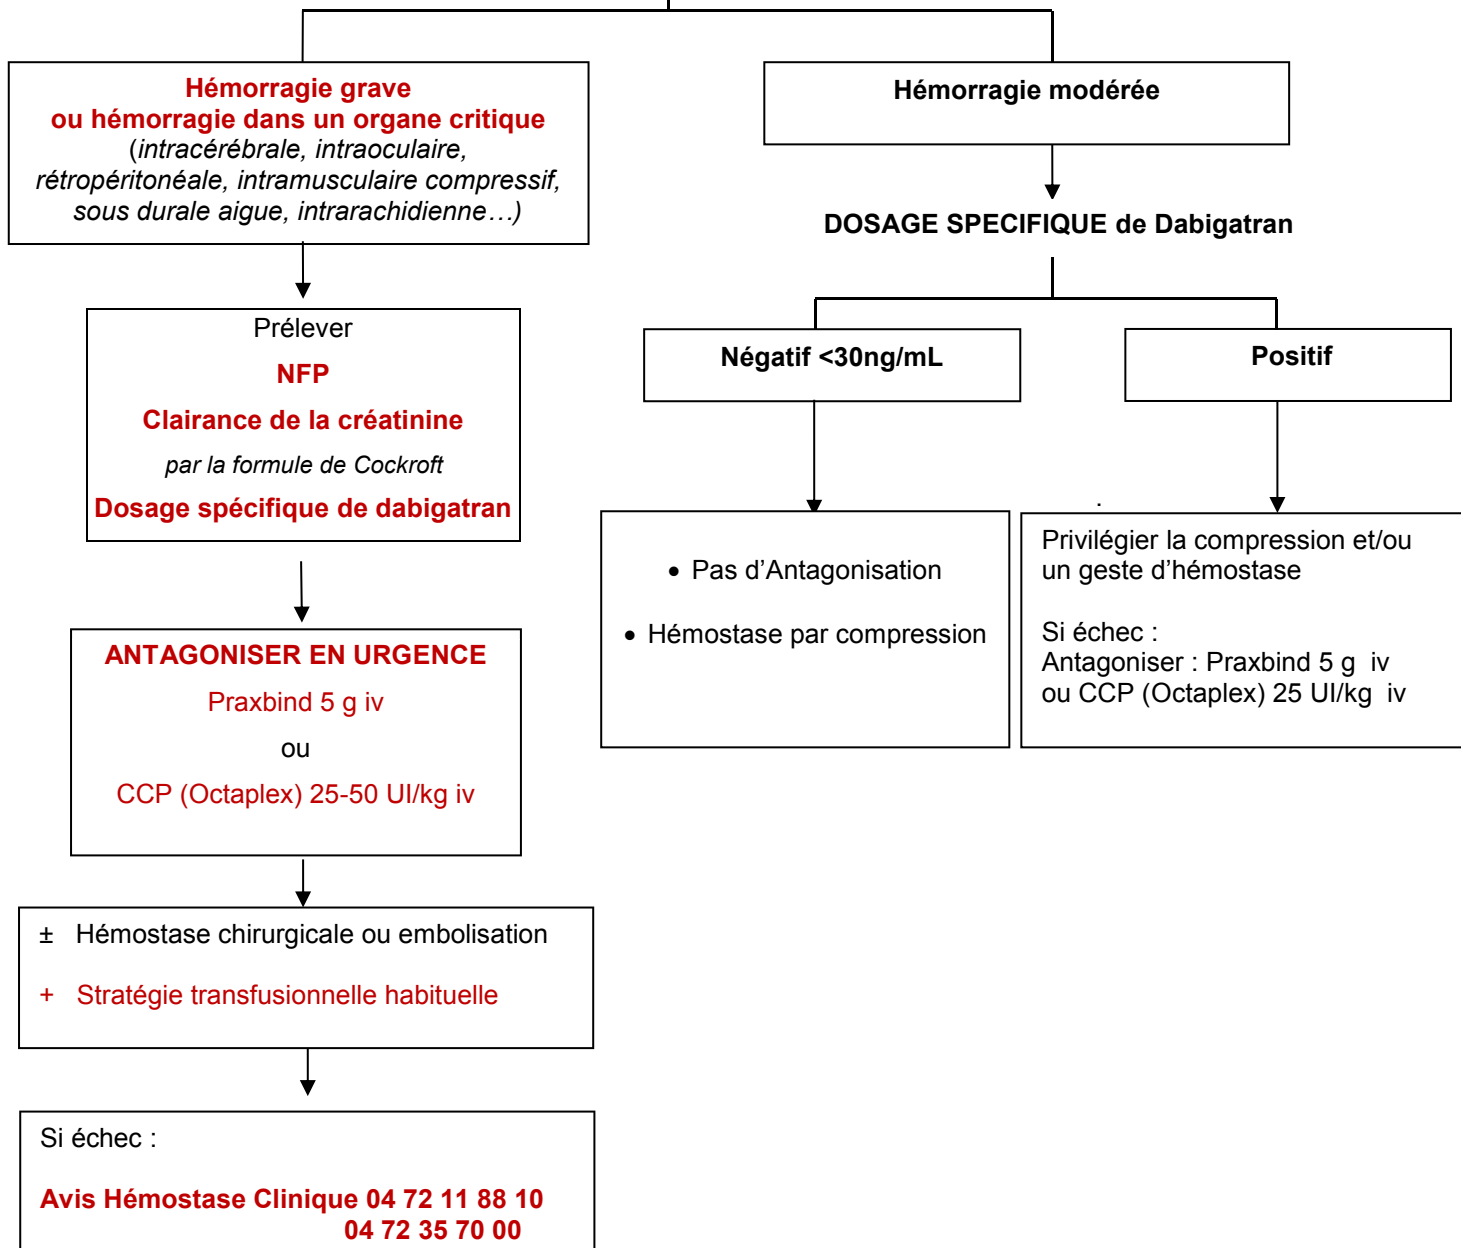 Hémorragie grave
ou hémorragie dans un organe critique
(intracérébrale, intraoculaire,
rétropéritonéale, intramusculaire compressif,
sous durale aigue, intrarachidienne…)
Prélever
NFP
Clairance de la créatinine
par la formule de Cockroft
Dosage spécifique de dabigatran
ANTAGONISER EN URGENCE
Praxbind 5 g iv
ou
CCP (Octaplex) 25-50 UI/kg iv
± Hémostase chirurgicale ou embolisation
+ Stratégie transfusionnelle habituelle
Si échec :
Avis Hémostase Clinique 04 72 11 88 10
04 72 35 70 00
Hémorragie modérée
DOSAGE SPECIFIQUE de Dabigatran
Négatif <30ng/mL
• Pas d’Antagonisation
• Hémostase par compression
Positif
.
Privilégier la compression et/ou
un geste d’hémostase
Si échec :
Antagoniser : Praxbind 5 g iv
ou CCP (Octaplex) 25 UI/kg iv